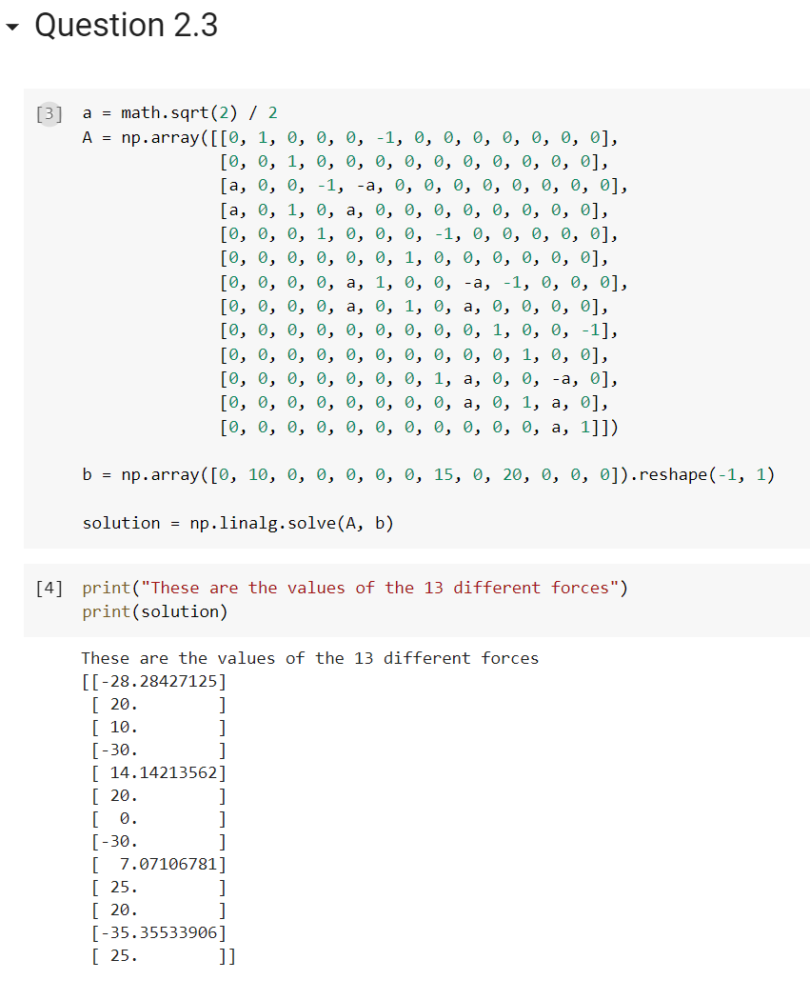 Question 2.3
[3] a = math.sqrt(2) / 2
A = np.array([[0, 1, 0, 0, 0, -1, 0, 0, 0, 0, 0, 0, 0],
[0, 0, 1, 0, 0, 0, 0, 0, 0, 0, 0, 0, 0],
[a, 0, 0, -1, -a, 0, 0, 0, 0, 0, 0, 0, 0],
[a, 0, 1, 0, a, 0, 0, 0, 0, 0, 0, 0, 0],
[0, 0, 0, 1, 0, 0, 0, -1, 0, 0, 0, 0, 0],
[0, 0, 0, 0, 0, 0, 1, 0, 0, 0, 0, 0, 0],
[0, 0, 0, 0, a, 1, 0, 0, -a, -1, 0, 0, 0],
[0, 0, 0, 0, a, 0, 1, 0, a, 0, 0, 0, 0],
[0, 0, 0, 0, 0, 0, 0, 0, 0, 1, 0, 0, -1],
[0, 0, 0, 0, 0, 0, 0, 0, 0, 0, 1, 0, 0],
[0, 0, 0, 0, 0, 0, 0, 1, a, 0, 0, -a, 0],
[0, 0, 0, 0, 0, 0, 0, 0, a, 0, 1, a, 0],
[0, 0, 0, 0, 0, 0, 0, 0, 0, 0, 0, a, 1]])
b = np.array([0, 10, 0, 0, 0, 0, 0, 15, 0, 20, 0, 0, 0]).reshape(-1, 1)
solution = np.linalg.solve(A, b)
[4] print("These are the values of the 13 different forces")
print(solution)
These are the values of the 13 different forces
[[-28.28427125]
[ 20. ]
[ 10. ]
[-30. ]
[ 14.14213562]
[ 20. ]
[ 0. ]
[-30. ]
[ 7.07106781]
[ 25. ]
[ 20. ]
[-35.35533906]
[ 25. ]]